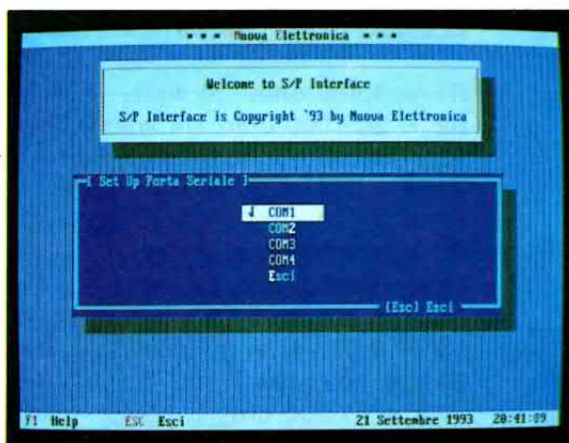 * * * Nuova Elettronica * * *
Welcome to S/P Interface
S/P Interface is Copyright '93 by Nuova Elettronica
[ Set Up Porta Seriale ]
√ COM1
COM2
COM3
COM4
Esci
[Esc] Esci
F1 Help ESC Esci 21 Settembre 1993 20:41:09